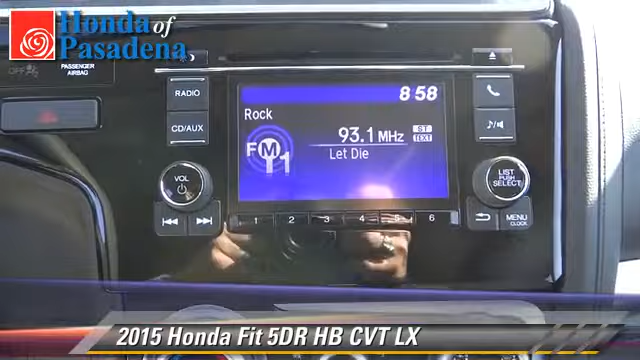 Honda of
Pasadena
OFF
PASSENGER
AIRBAG
RADIO
CD/AUX
VOL
8:58
Rock
FM
11
93.1 MHz
ST
TEXT
Let Die
LIST
PUSH
SELECT
MENU
CLOCK
1 2 3 4 5 6
2015 Honda Fit 5DR HB CVT LX